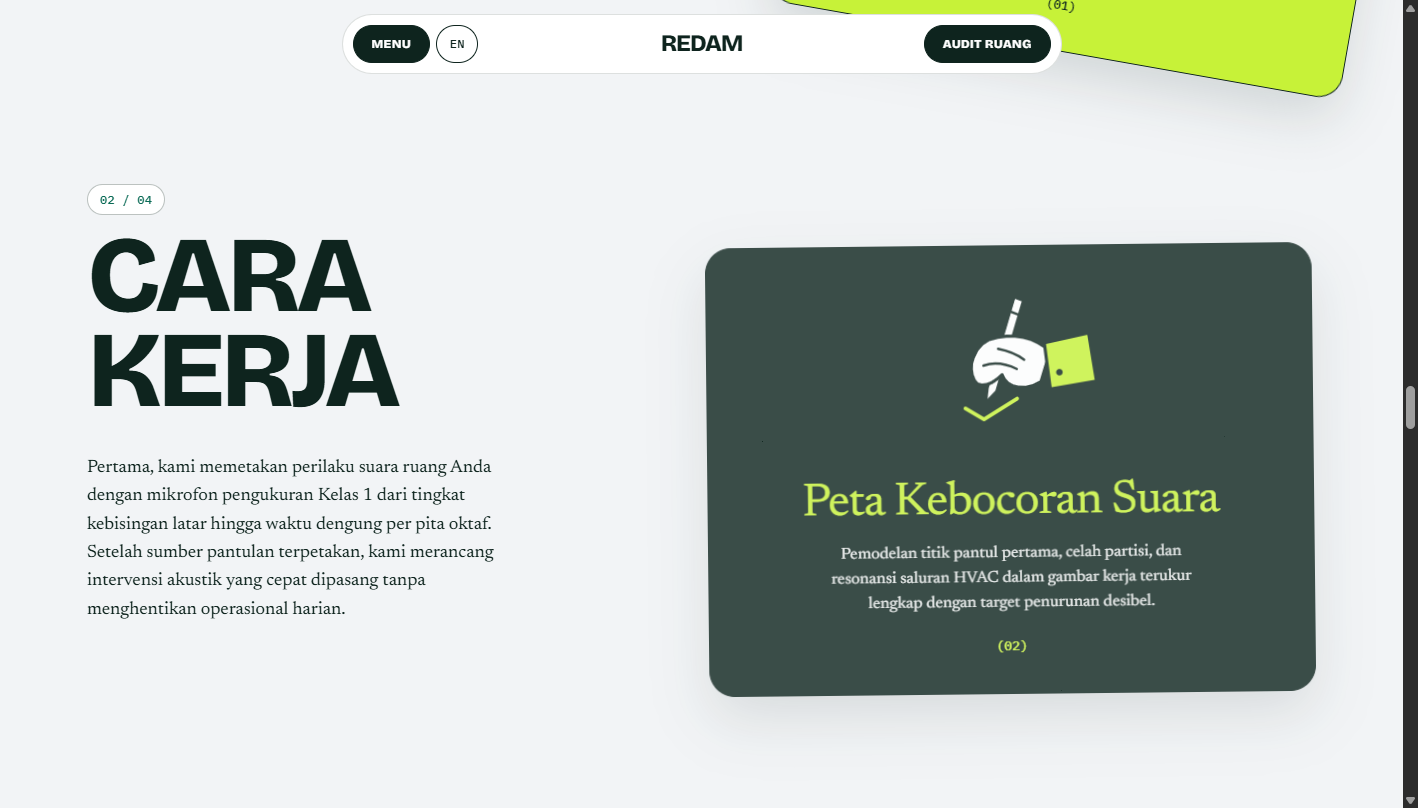 (01)
MENU
EN
REDAM
AUDIT RUANG
02 / 04
CARA
KERJA
Pertama, kami memetakan perilaku suara ruang Anda
dengan mikrofon pengukuran Kelas 1 dari tingkat
kebisingan latar hingga waktu dengung per pita oktaf.
Setelah sumber pantulan terpetakan, kami merancang
intervensi akustik yang cepat dipasang tanpa
menghentikan operasional harian.
Peta Kebocoran Suara
Pemodelan titik pantul pertama, celah partisi, dan
resonansi saluran HVAC dalam gambar kerja terukur
lengkap dengan target penurunan desibel.
(02)